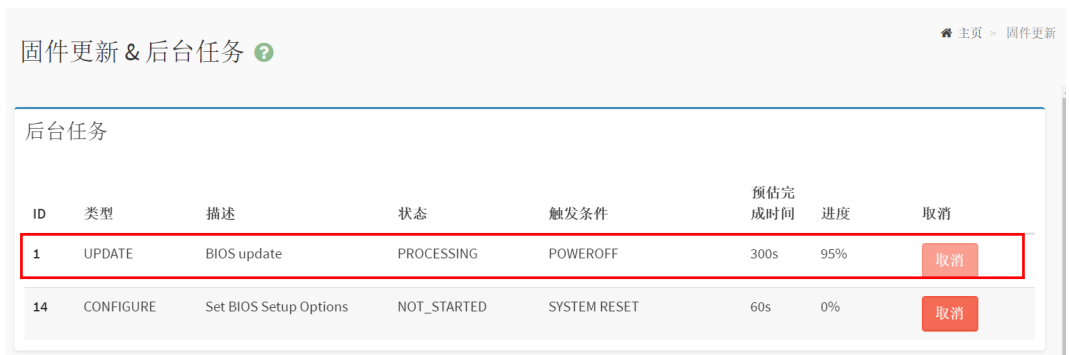 主页 > 固件更新
固件更新 & 后台任务 ?
后台任务
ID 类型 描述 状态 触发条件 预估完成时间 进度 取消
1 UPDATE BIOS update PROCESSING POWEROFF 300s 95% 取消
14 CONFIGURE Set BIOS Setup Options NOT_STARTED SYSTEM RESET 60s 0% 取消